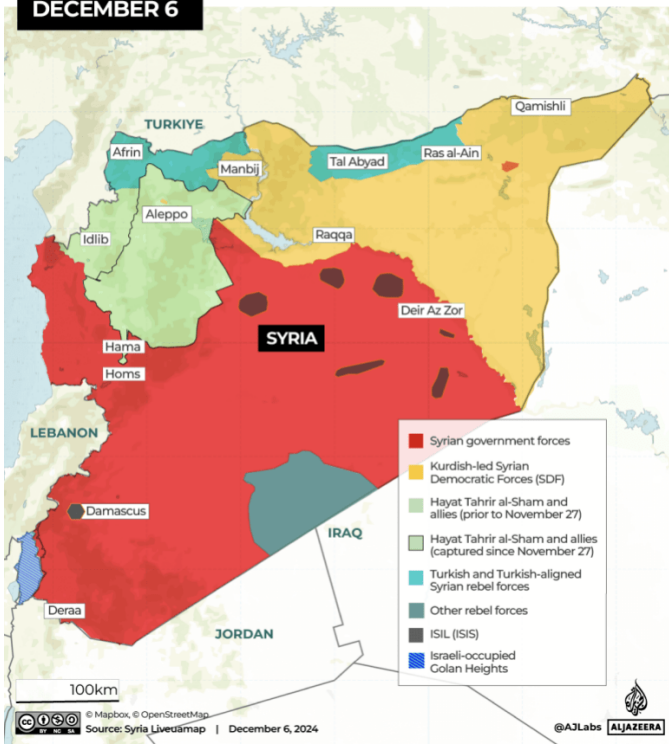 DECEMBER 6
TURKIYE
Qamishli
Afrin
Ras al-Ain
Tal Abyad
Manbij
Aleppo
Idlib
Raqqa
Deir Az Zor
SYRIA
Hama
Homs
LEBANON
Damascus
IRAQ
Deraa
JORDAN
Syrian government forces
Kurdish-led Syrian
Democratic Forces (SDF)
Hayat Tahrir al-Sham and
allies (prior to November 27)
Hayat Tahrir al-Sham and allies
(captured since November 27)
Turkish and Turkish-aligned
Syrian rebel forces
Other rebel forces
ISIL (ISIS)
Israeli-occupied
Golan Heights
100km
CC BY NC SA
© Mapbox, © OpenStreetMap
Source: Syria Liveuamap | December 6, 2024
@AJLabs ALJAZEERA